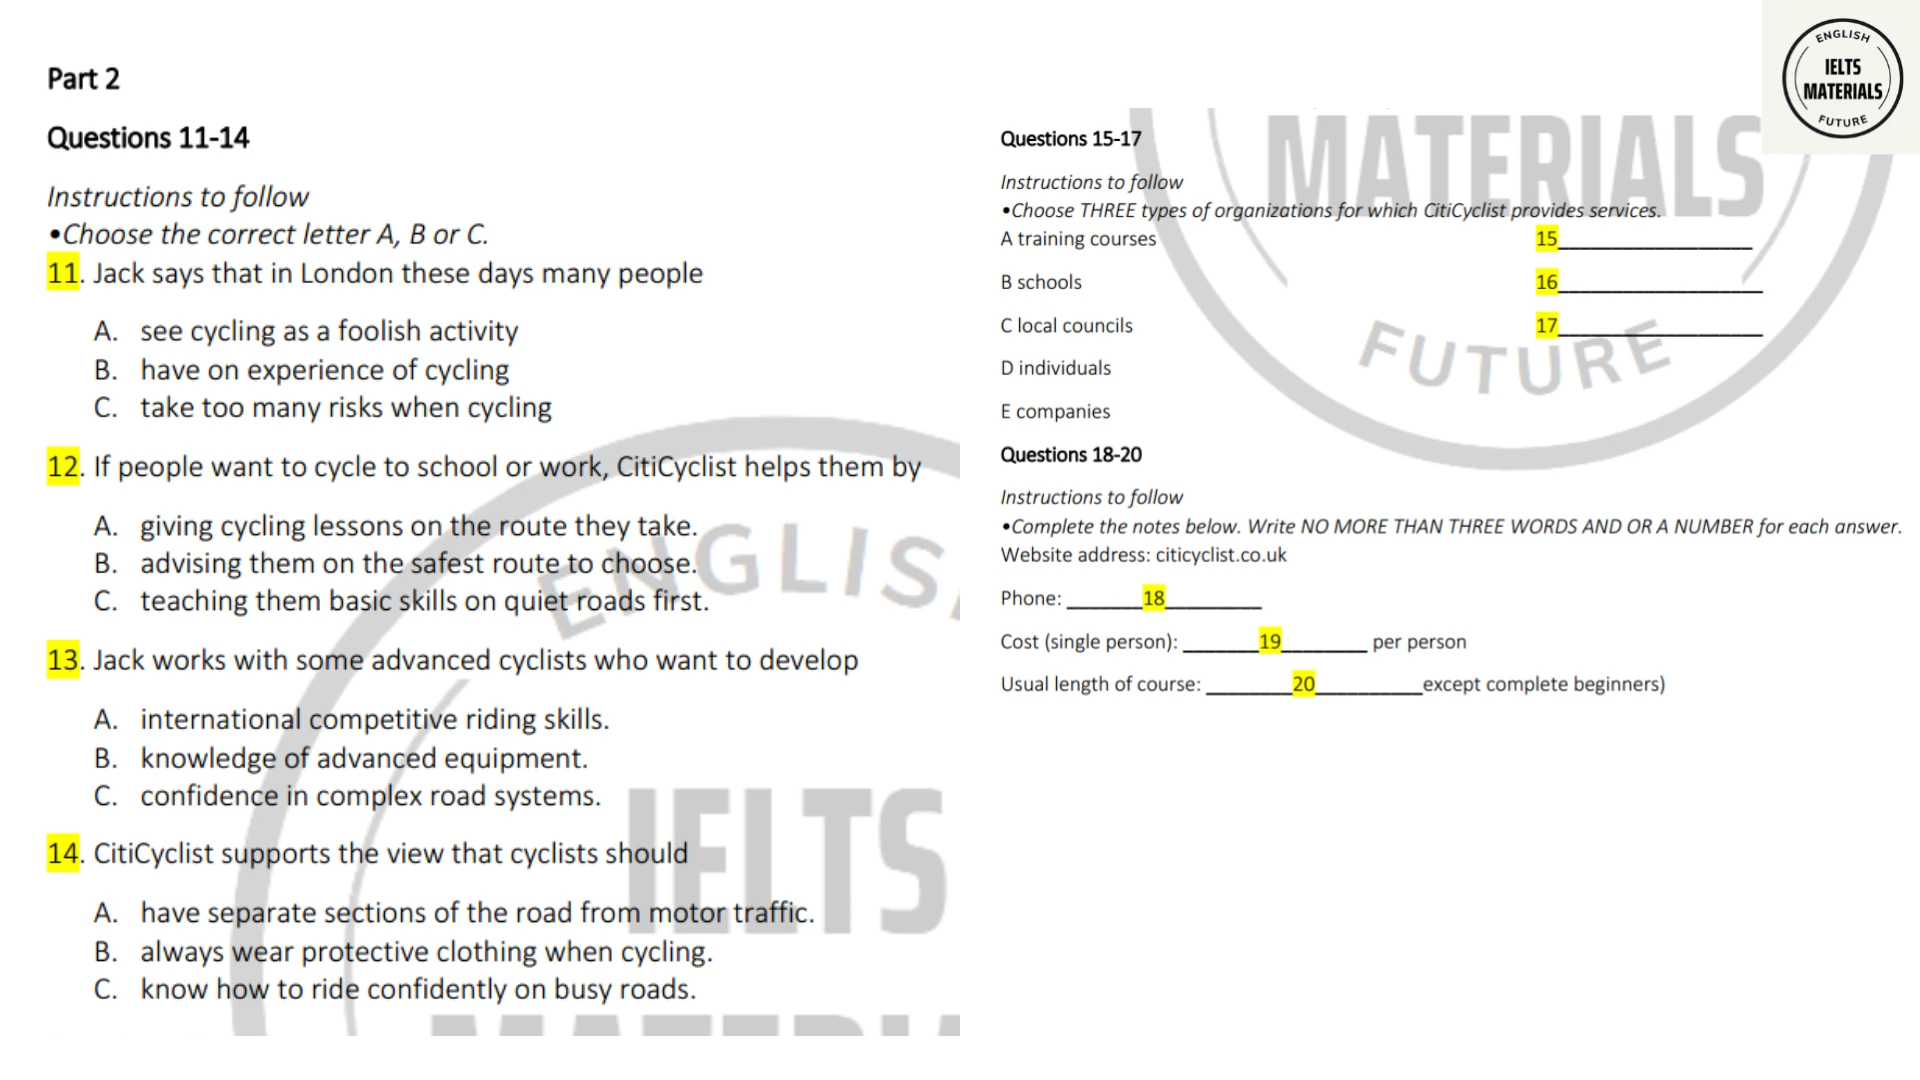 Part 2
Questions 11-14
Instructions to follow
•Choose the correct letter A, B or C.
11. Jack says that in London these days many people
A. see cycling as a foolish activity
B. have on experience of cycling
C. take too many risks when cycling
12. If people want to cycle to school or work, CitiCyclist helps them by
A. giving cycling lessons on the route they take.
B. advising them on the safest route to choose.
C. teaching them basic skills on quiet roads first.
13. Jack works with some advanced cyclists who want to develop
A. international competitive riding skills.
B. knowledge of advanced equipment.
C. confidence in complex road systems.
14. CitiCyclist supports the view that cyclists should
A. have separate sections of the road from motor traffic.
B. always wear protective clothing when cycling.
C. know how to ride confidently on busy roads.
ENGLIS
IELTS
MATERI
Questions 15-17
Instructions to follow
•Choose THREE types of organizations for which CitiCyclist provides services.
A training courses 15__________
B schools 16__________
C local councils 17__________
D individuals
E companies
Questions 18-20
Instructions to follow
•Complete the notes below. Write NO MORE THAN THREE WORDS AND OR A NUMBER for each answer.
Website address: citicyclist.co.uk
Phone: _______18_________
Cost (single person): _______19________ per person
Usual length of course: ________20__________except complete beginners)
MATERIALS
FUTURE
ENGLISH
IELTS
MATERIALS
FUTURE